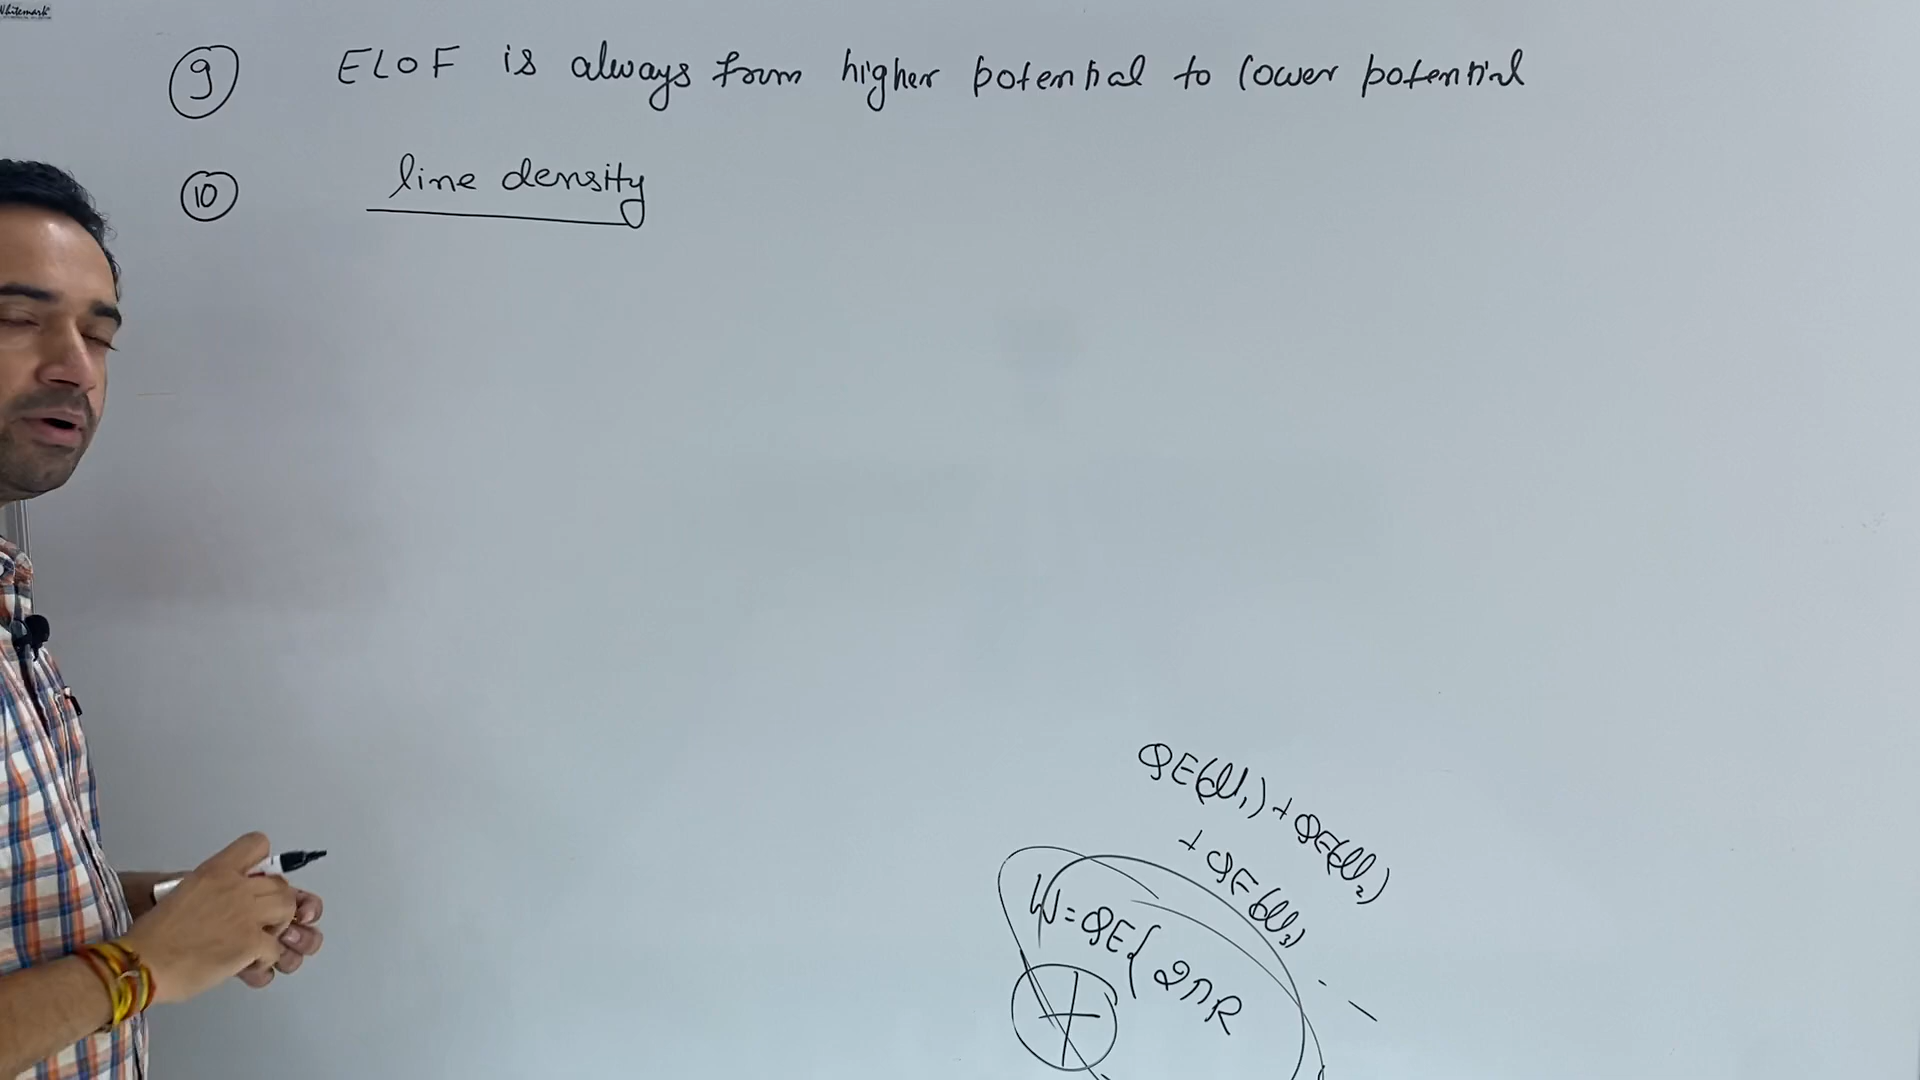 Whitemark
9 ELOF is always from higher potential to lower potential
10 line density
QE(dl₁) + QE(dl₂)
+ QE(dl₃)
W = QE{ 2πR
+